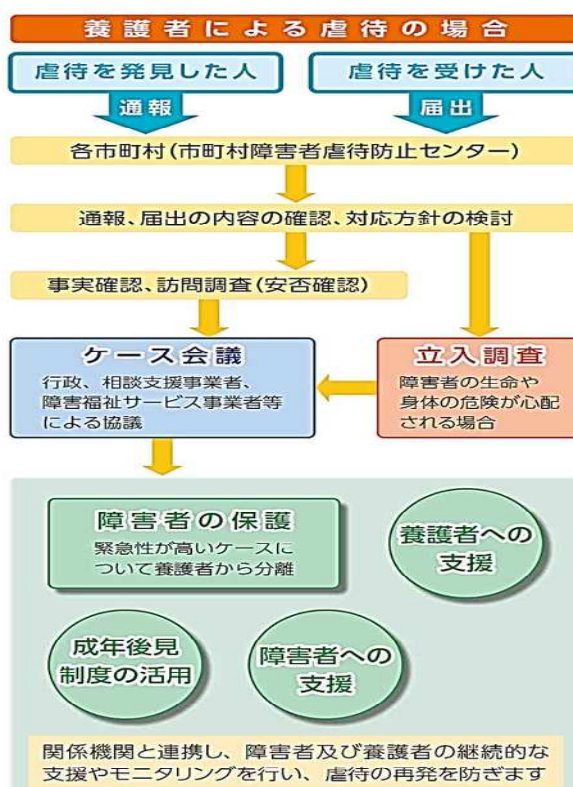 養護者による虐待の場合
虐待を発見した人
虐待を受けた人
通報
届出
各市町村(市町村障害者虐待防止センター)
通報、届出の内容の確認、対応方針の検討
事実確認、訪問調査(安否確認)
ケース会議
行政、相談支援事業者、
障害福祉サービス事業者等
による協議
立入調査
障害者の生命や
身体の危険が心配
される場合
障害者の保護
緊急性が高いケースに
ついて養護者から分離
養護者への
支援
成年後見
制度の活用
障害者への
支援
関係機関と連携し、障害者及び養護者の継続的な
支援やモニタリングを行い、虐待の再発を防ぎます